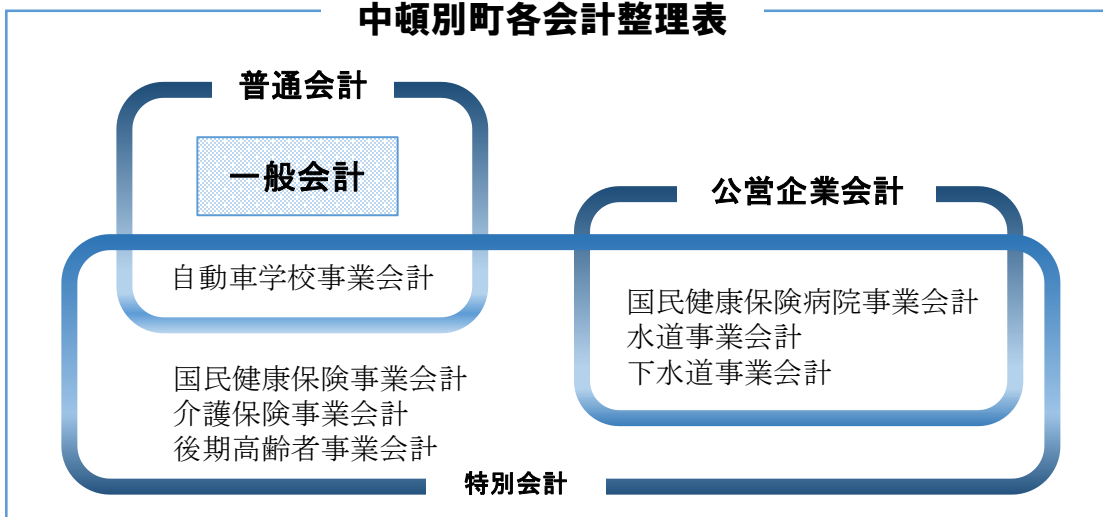 中頓別町各会計整理表
普通会計
一般会計
公営企業会計
自動車学校事業会計
国民健康保険病院事業会計
水道事業会計
下水道事業会計
国民健康保険事業会計
介護保険事業会計
後期高齢者事業会計
特別会計